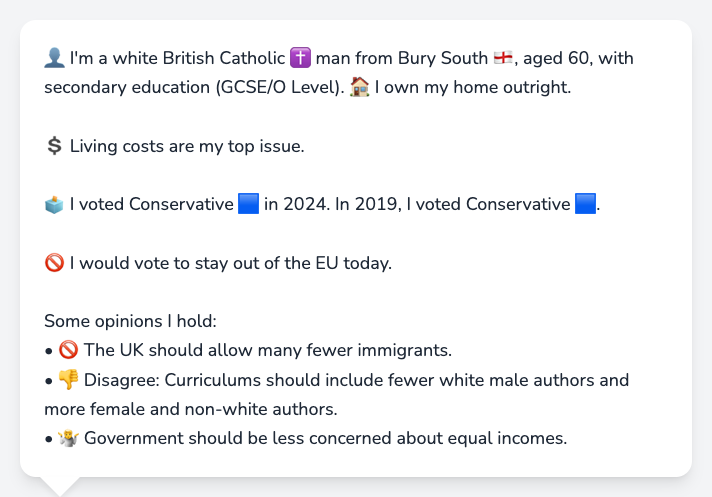 👤 I'm a white British Catholic ✝️ man from Bury South 🏴󠁧󠁢󠁥󠁮󠁧󠁿, aged 60, with
secondary education (GCSE/O Level). 🏠 I own my home outright.
💲 Living costs are my top issue.
🗳️ I voted Conservative 🟦 in 2024. In 2019, I voted Conservative 🟦.
🚫 I would vote to stay out of the EU today.
Some opinions I hold:
• 🚫 The UK should allow many fewer immigrants.
• 👎 Disagree: Curriculums should include fewer white male authors and
more female and non-white authors.
• 🤷 Government should be less concerned about equal incomes.